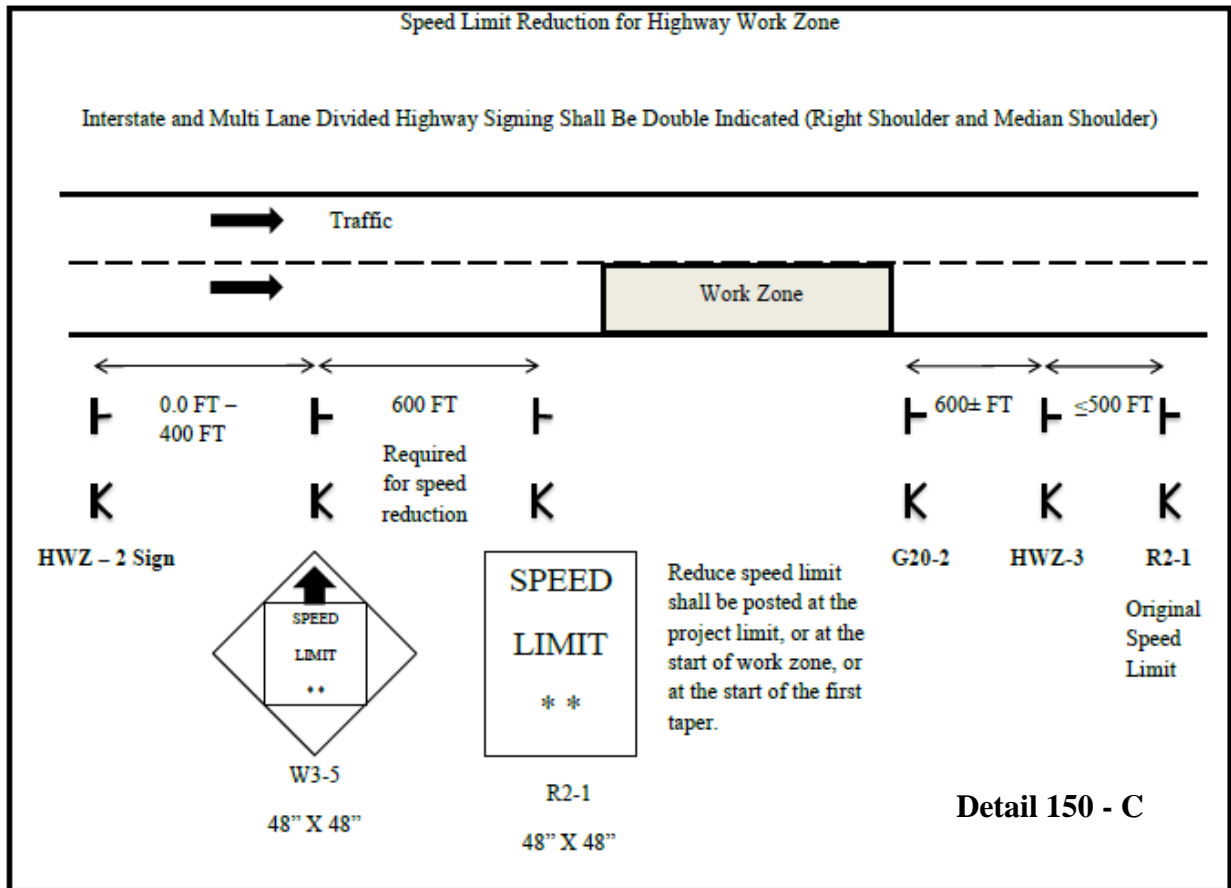 Speed Limit Reduction for Highway Work Zone
Interstate and Multi Lane Divided Highway Signing Shall Be Double Indicated (Right Shoulder and Median Shoulder)
Traffic
Work Zone
0.0 FT –
400 FT
600 FT
Required
for speed
reduction
600± FT
≤500 FT
HWZ – 2 Sign
G20-2
HWZ-3
R2-1
Original
Speed
Limit
SPEED
LIMIT
* *
W3-5
48” X 48”
SPEED
LIMIT
* *
R2-1
48” X 48”
Reduce speed limit
shall be posted at the
project limit, or at the
start of work zone, or
at the start of the first
taper.
Detail 150 - C